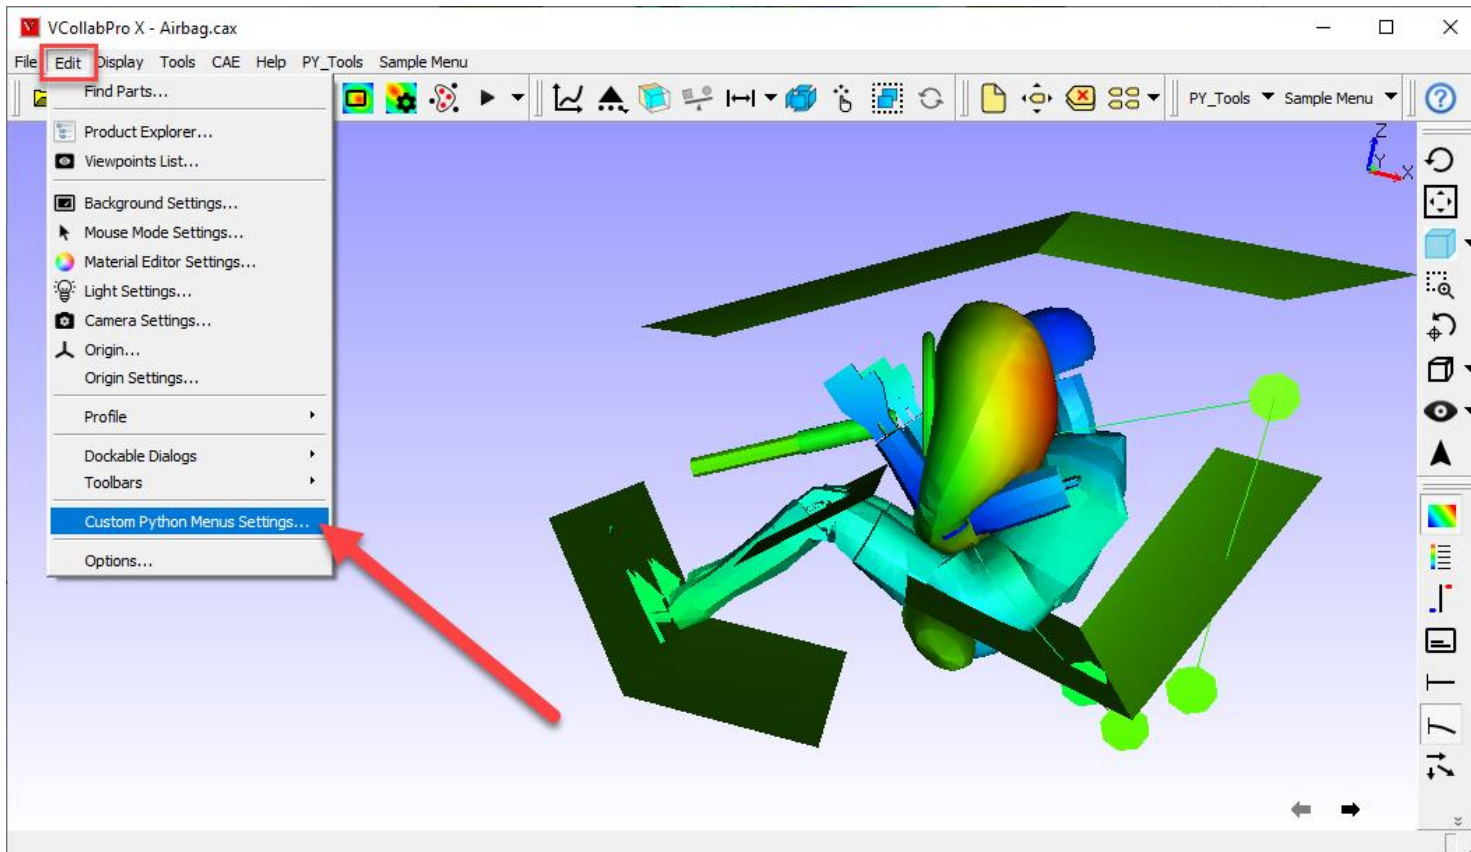 VCollabPro X - Airbag.cax
File Edit Display Tools CAE Help PY_Tools Sample Menu
PY_Tools Sample Menu
Find Parts...
Product Explorer...
Viewpoints List...
Background Settings...
Mouse Mode Settings...
Material Editor Settings...
Light Settings...
Camera Settings...
Origin...
Origin Settings...
Profile
Dockable Dialogs
Toolbars
Custom Python Menus Settings...
Options...
Z
Y
X